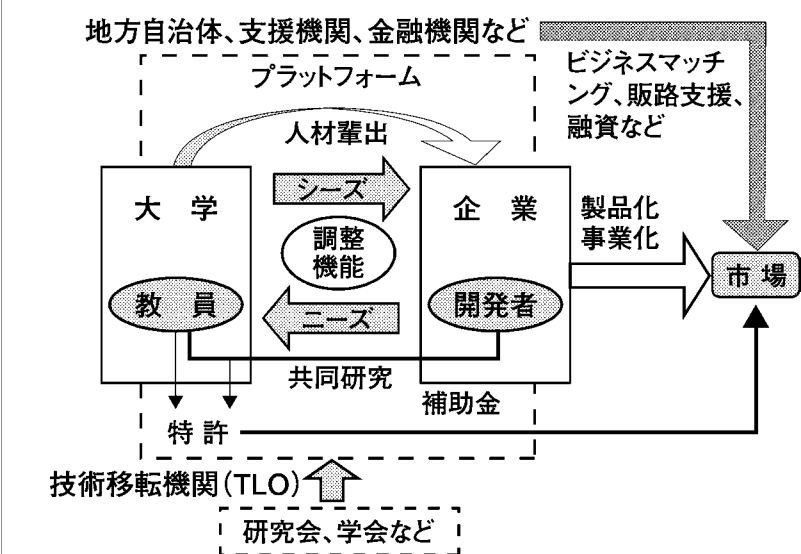 地方自治体、支援機関、金融機関など
プラットフォーム
ビジネスマッチ
ング、販路支援、
融資など
人材輩出
大 学
シーズ
企 業
製品化
事業化
調整
機能
市 場
教 員
ニーズ
開発者
共同研究
補助金
特 許
技術移転機関(TLO)
研究会、学会など